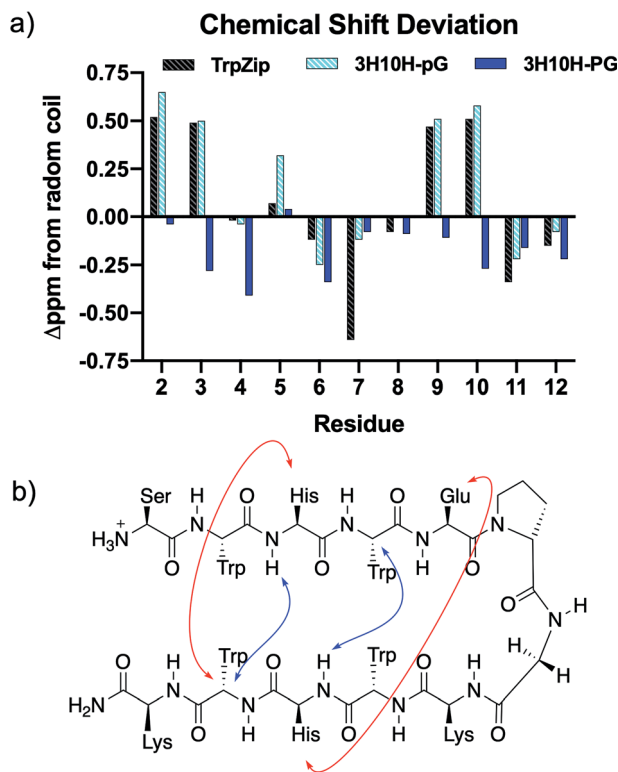 a)
Chemical Shift Deviation
TrpZip
3H10H-pG
3H10H-PG
Δppm from radom coil
0.75
0.50
0.25
0.00
-0.25
-0.50
-0.75
2 3 4 5 6 7 8 9 10 11 12
Residue
b)
Ser H O His H O Glu
N N N N
H3N + N N
O Trp H O Trp H O
O N H
H H
O H Trp O H Trp O H
N N N
H2N N N O
Lys O H His O H Lys